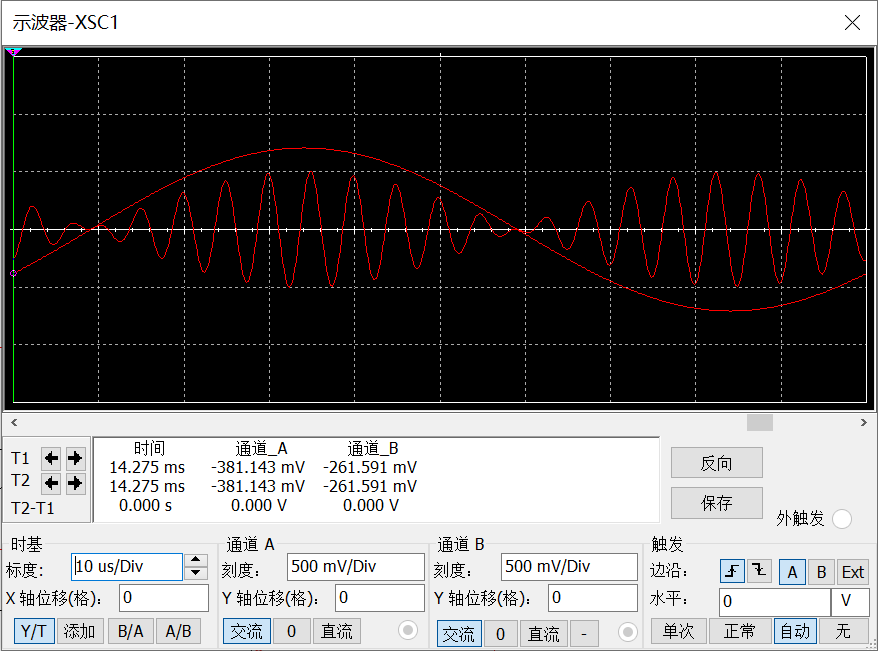 示波器-XSC1
时间 通道_A 通道_B
T1 14.275 ms -381.143 mV -261.591 mV
T2 14.275 ms -381.143 mV -261.591 mV
T2-T1 0.000 s 0.000 V 0.000 V
反向
保存
外触发
时基
标度: 10 us/Div
X 轴位移(格): 0
Y/T 添加 B/A A/B
通道 A
刻度: 500 mV/Div
Y 轴位移(格): 0
交流 0 直流
通道 B
刻度: 500 mV/Div
Y 轴位移(格): 0
交流 0 直流 -
触发
边沿: A B Ext
水平: 0 V
单次 正常 自动 无